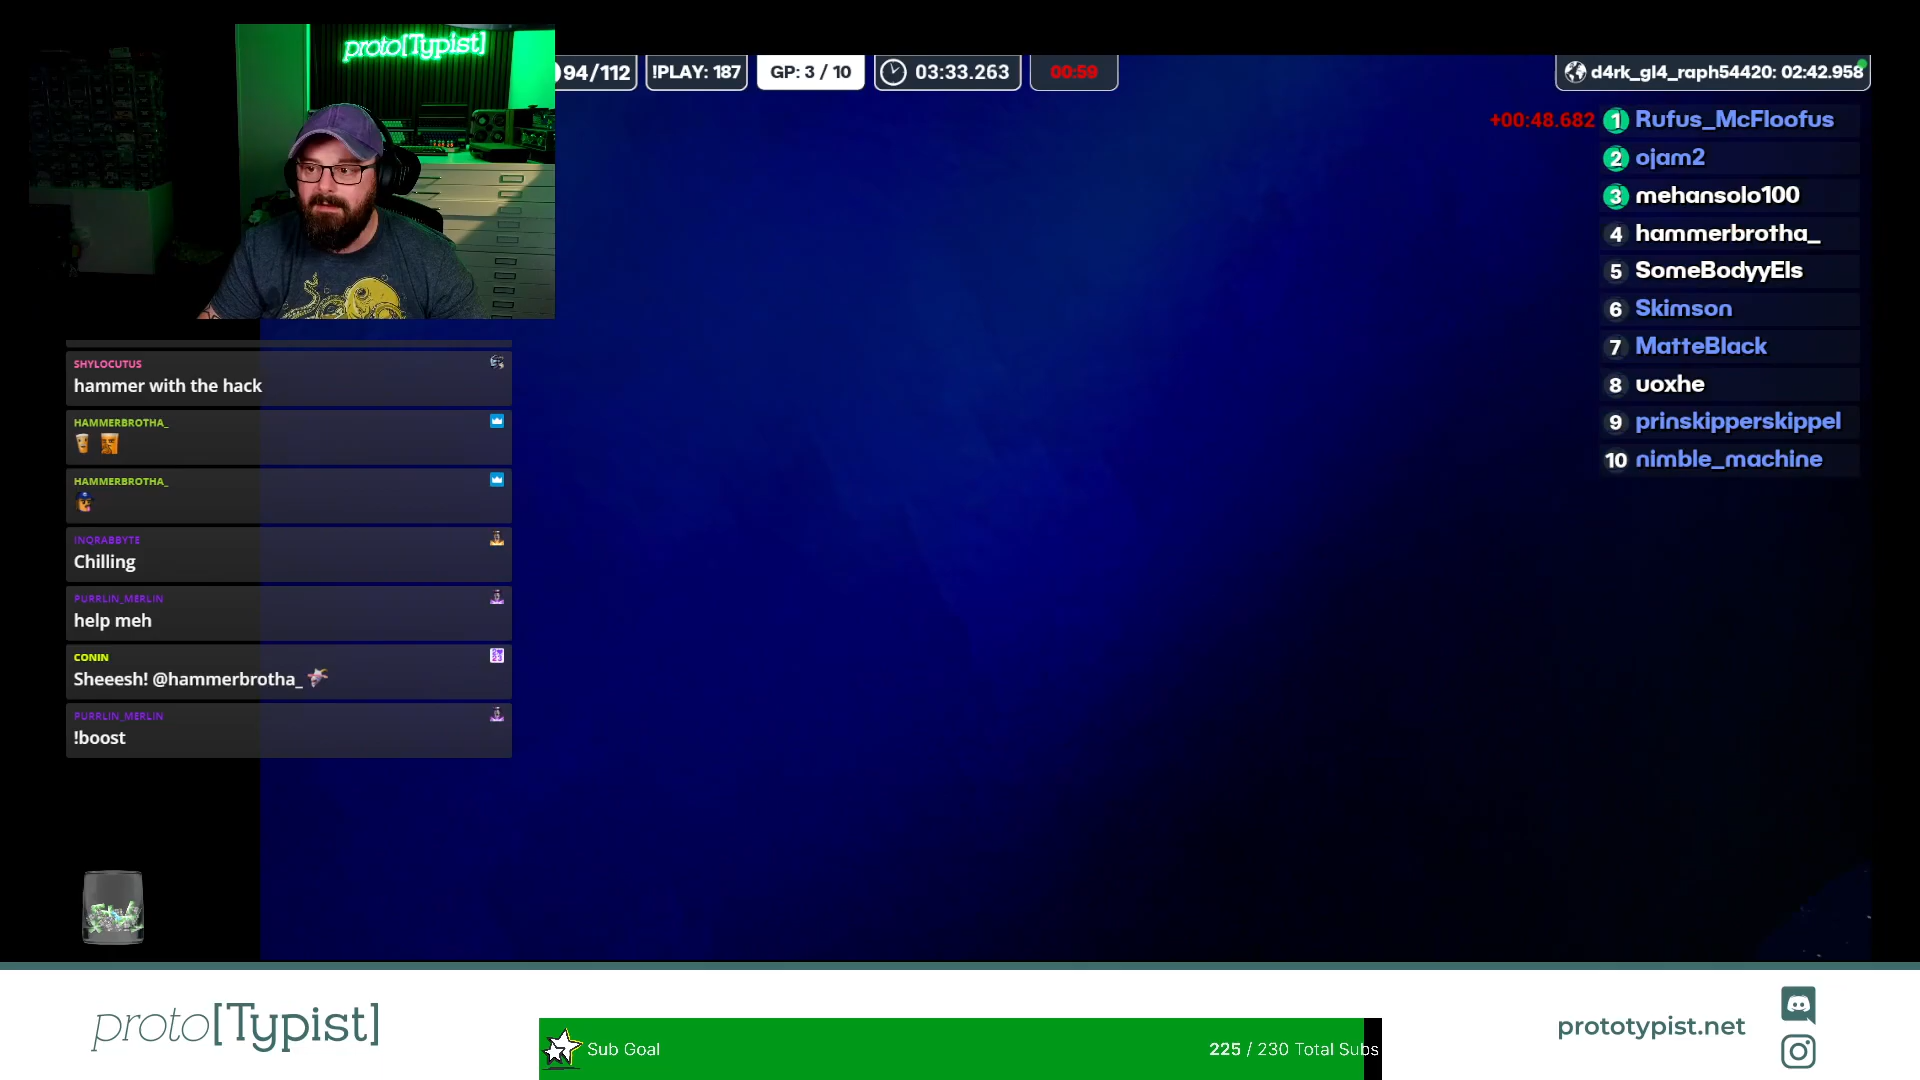 proto[Typist]
94/112
!PLAY: 187
GP: 3 / 10
03:33.263
00:59
d4rk_gl4_raph54420: 02:42.958
+00:48.682
1 Rufus_McFloofus
2 ojam2
3 mehansolo100
4 hammerbrotha_
5 SomeBodyyEls
6 Skimson
7 MatteBlack
8 uoxhe
9 prinskipperskippel
10 nimble_machine
SHYLOCUTUS
hammer with the hack
HAMMERBROTHA_
HAMMERBROTHA_
INQRABBYTE
Chilling
PURRLIN_MERLIN
help meh
CONIN
Sheeesh! @hammerbrotha_
PURRLIN_MERLIN
!boost
proto[Typist]
Sub Goal
225 / 230 Total Subs
prototypist.net